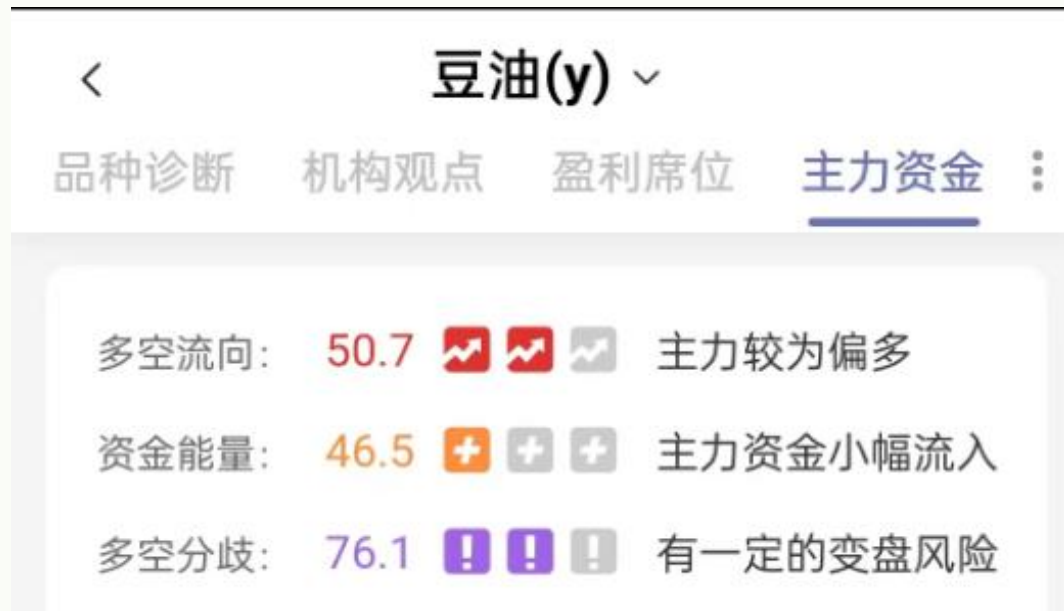 豆油(y)
品种诊断 机构观点 盈利席位 主力资金
多空流向: 50.7 主力较为偏多
资金能量: 46.5 主力资金小幅流入
多空分歧: 76.1 有一定的变盘风险